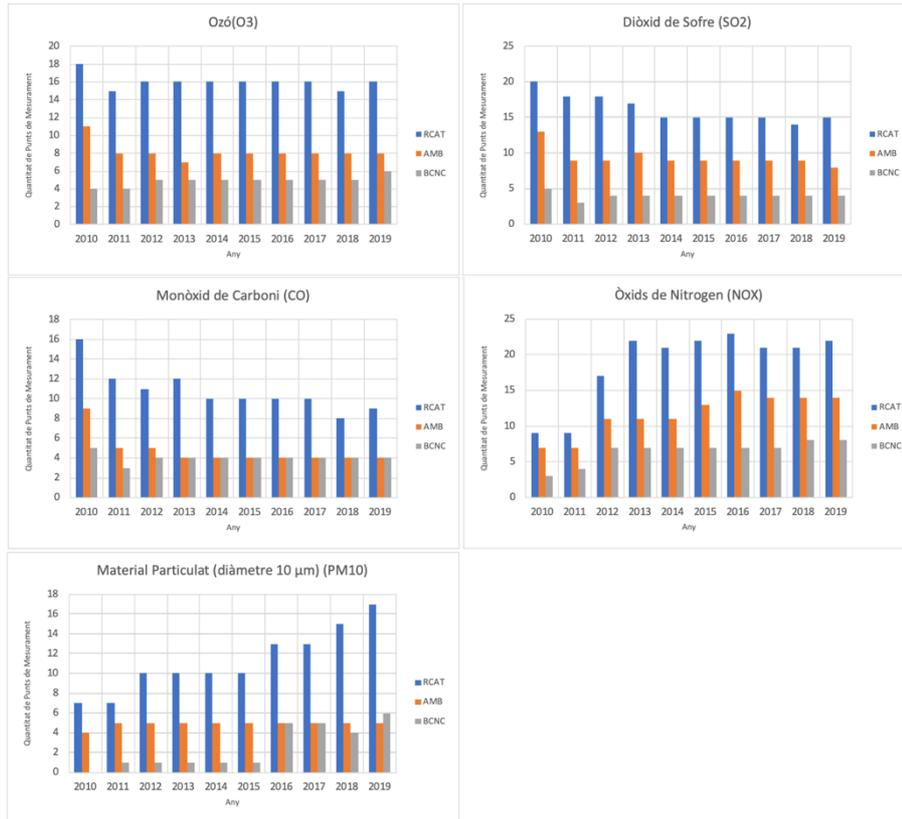 Ozó(O3)
Quantitat de Punts de Mesurament
20
18
16
14
12
10
8
6
4
2
0
2010 2011 2012 2013 2014 2015 2016 2017 2018 2019
Any
RCAT
AMB
BCNC
Diòxid de Sofre (SO2)
Quantitat de Punts de Mesurament
25
20
15
10
5
0
2010 2011 2012 2013 2014 2015 2016 2017 2018 2019
Any
RCAT
AMB
BCNC
Monòxid de Carboni (CO)
Quantitat de Punts de Mesurament
18
16
14
12
10
8
6
4
2
0
2010 2011 2012 2013 2014 2015 2016 2017 2018 2019
Any
RCAT
AMB
BCNC
Òxids de Nitrogen (NOX)
Quantitat de Punts de Mesurament
25
20
15
10
5
0
2010 2011 2012 2013 2014 2015 2016 2017 2018 2019
Any
RCAT
AMB
BCNC
Material Particulat (diàmetre 10 µm) (PM10)
Quantitat de Punts de Mesurament
18
16
14
12
10
8
6
4
2
0
2010 2011 2012 2013 2014 2015 2016 2017 2018 2019
Any
RCAT
AMB
BCNC